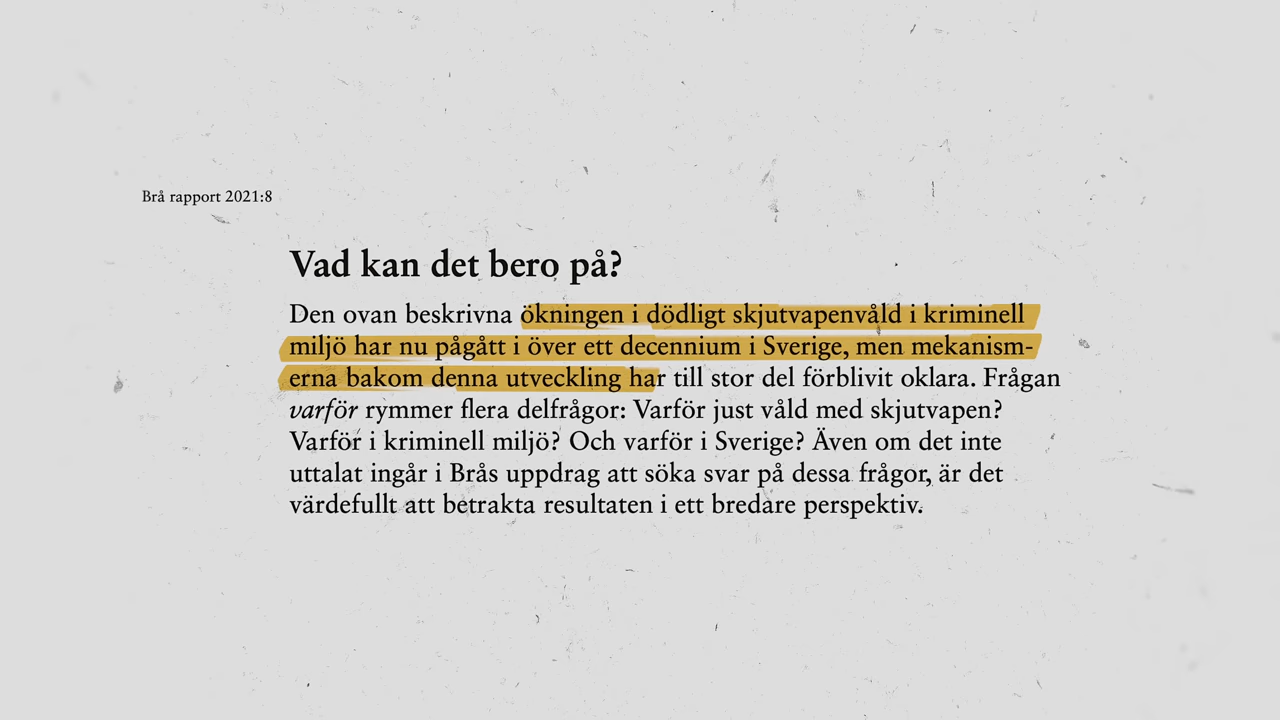 Brå rapport 2021:8
Vad kan det bero på?
Den ovan beskrivna ökningen i dödligt skjutvapenvåld i kriminell
miljö har nu pågått i över ett decennium i Sverige, men mekanism-
erna bakom denna utveckling har till stor del förblivit oklara. Frågan
varför rymmer flera delfrågor: Varför just våld med skjutvapen?
Varför i kriminell miljö? Och varför i Sverige? Även om det inte
uttalat ingår i Brås uppdrag att söka svar på dessa frågor, är det
värdefullt att betrakta resultaten i ett bredare perspektiv.